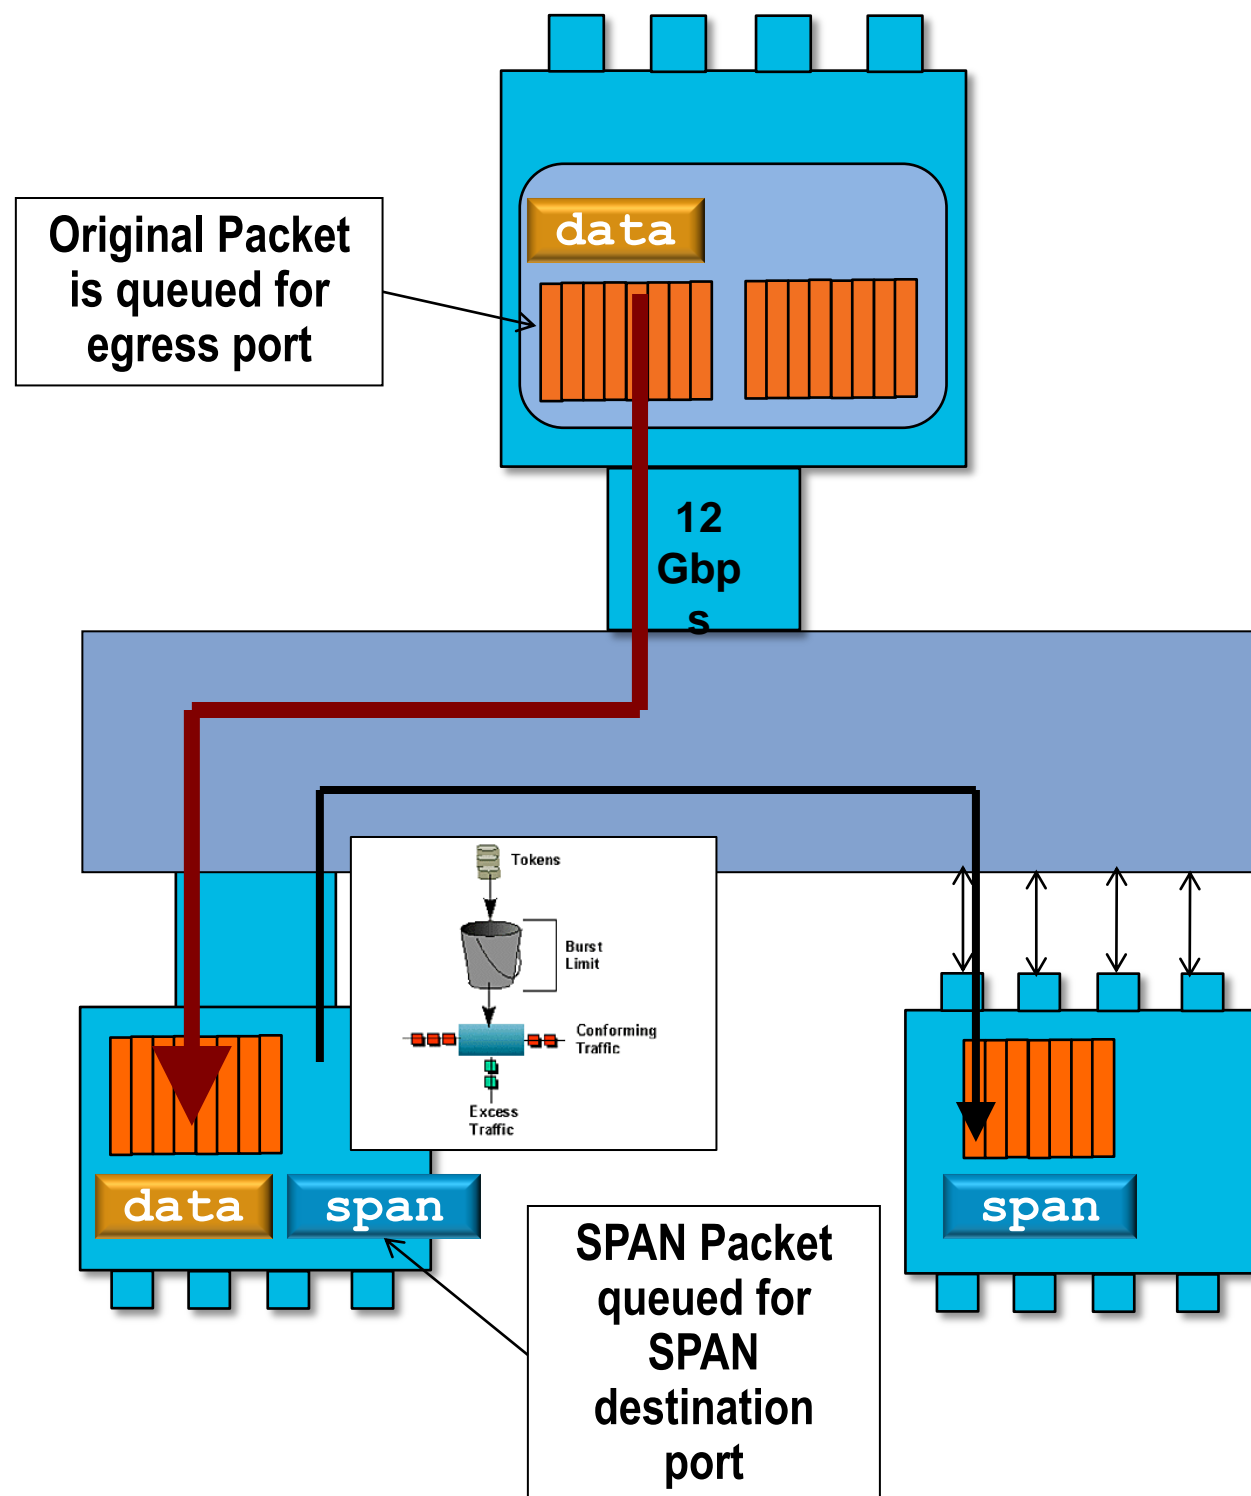 Original Packet
is queued for
egress port
data
12
Gbp
s
Tokens
Burst
Limit
Conforming
Traffic
Excess
Traffic
data
span
span
SPAN Packet
queued for
SPAN
destination
port